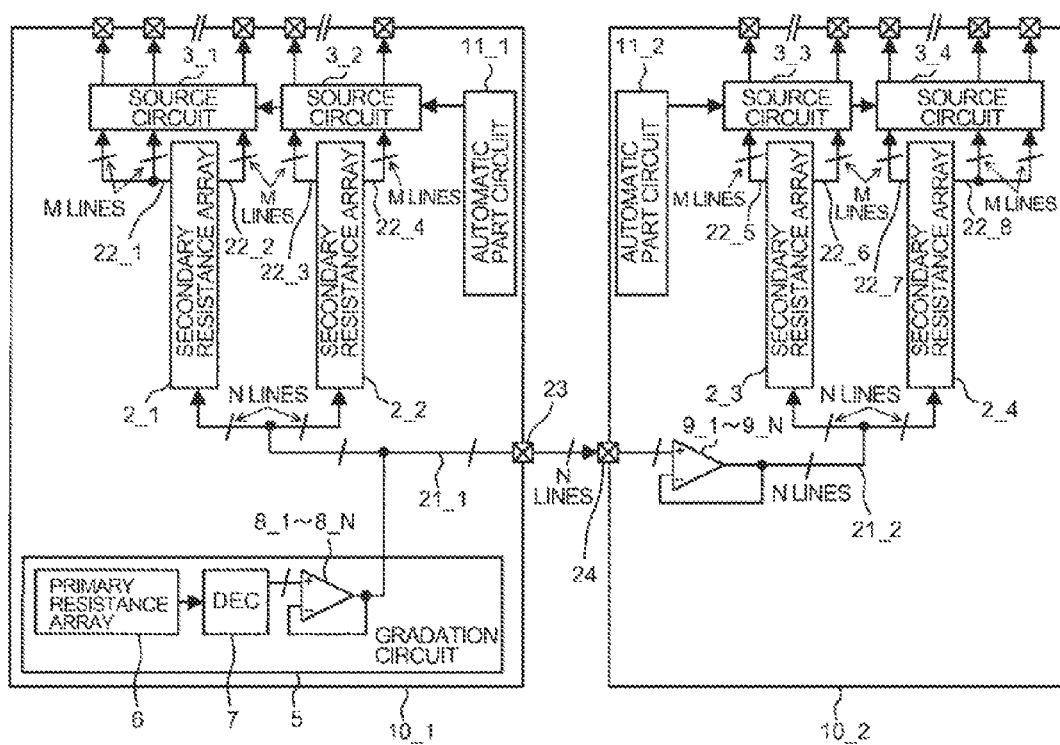 3_1
3_2
11_1
SOURCE CIRCUIT
SOURCE CIRCUIT
M LINES
M LINES
M LINES
22_1
22_2
22_3
22_4
SECONDARY RESISTANCE ARRAY
SECONDARY RESISTANCE ARRAY
AUTOMATIC PART CIRCUIT
2_1
N LINES
2_2
23
21_1
N LINES
24
8_1～8_N
PRIMARY RESISTANCE ARRAY
DEC
+
-
GRADATION CIRCUIT
6
7
5
10_1
11_2
3_3
3_4
SOURCE CIRCUIT
SOURCE CIRCUIT
AUTOMATIC PART CIRCUIT
M LINES
M LINES
M LINES
22_5
22_6
22_7
22_8
SECONDARY RESISTANCE ARRAY
SECONDARY RESISTANCE ARRAY
2_3
N LINES
2_4
9_1～9_N
+
-
N LINES
21_2
10_2